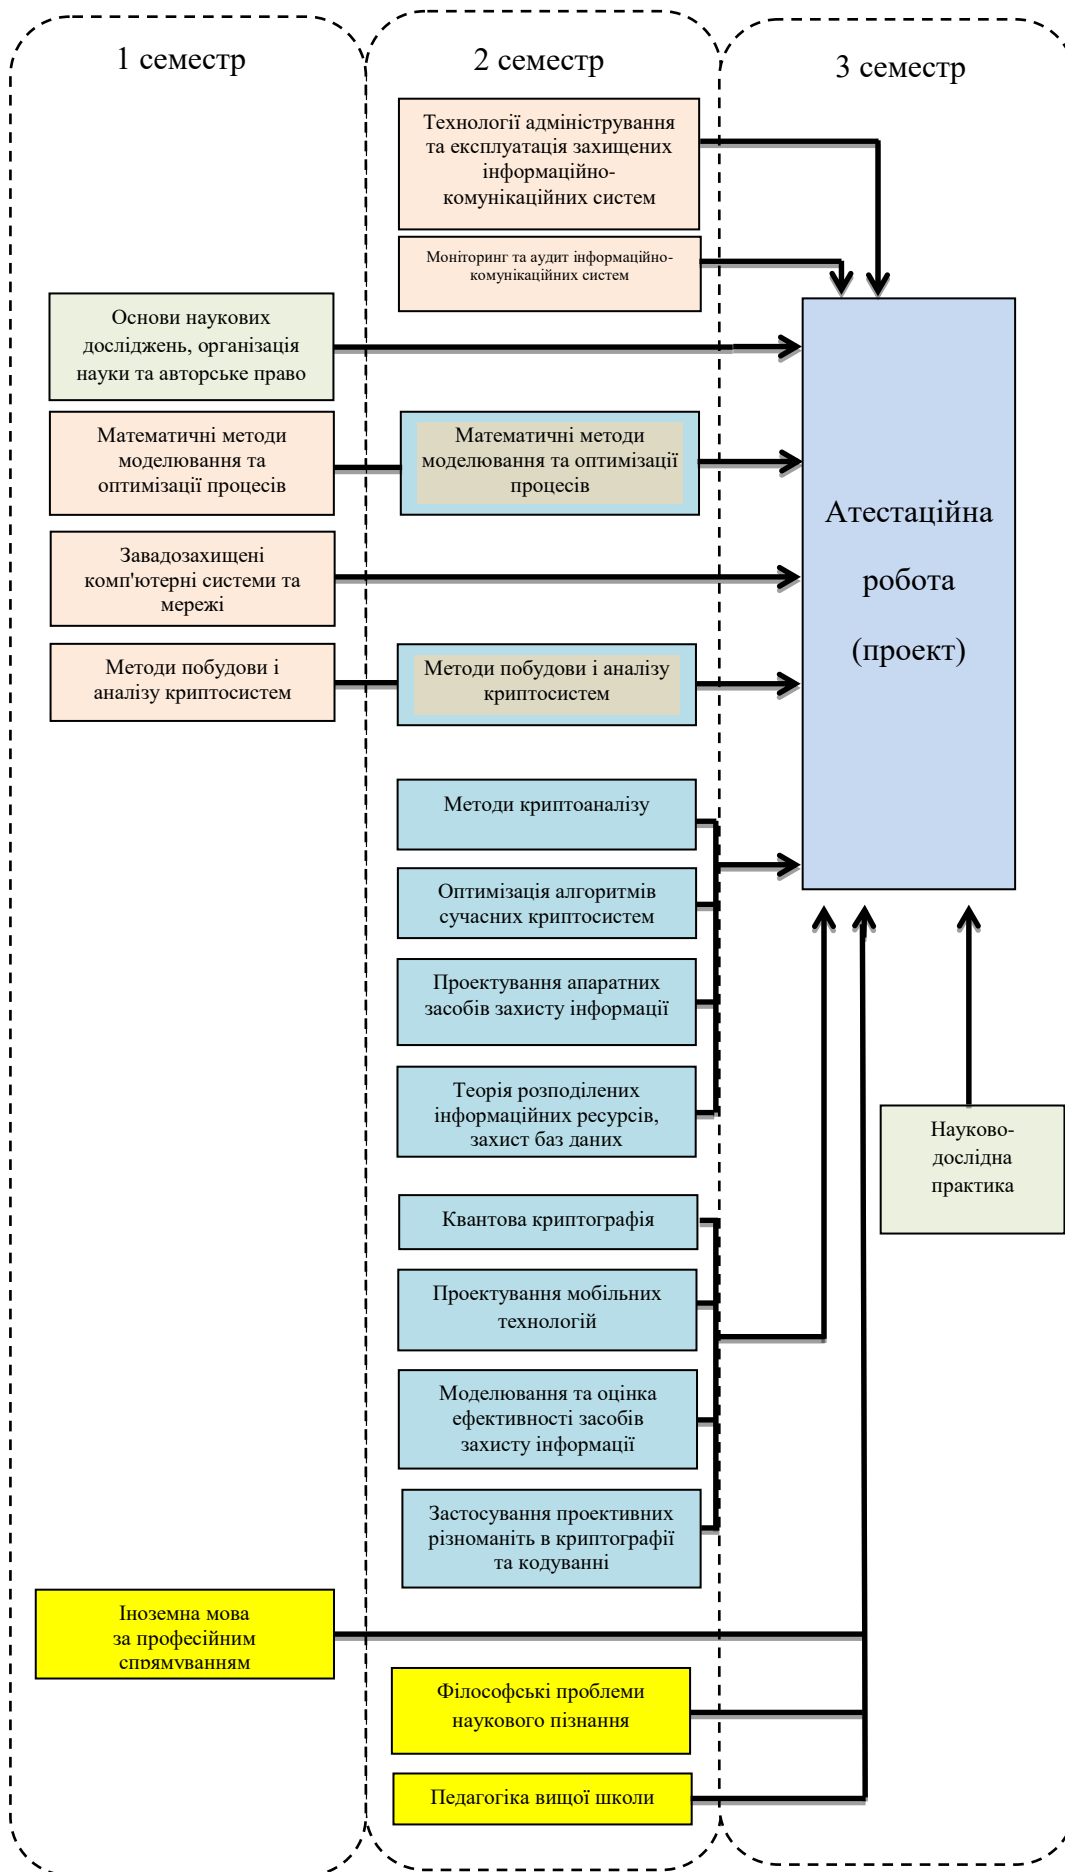 1 семестр
2 семестр
3 семестр
Технології адміністрування
та експлуатація захищених
інформаційно-
комунікаційних систем
Моніторинг та аудит інформаційно-
комунікаційних систем
Основи наукових
досліджень, організація
науки та авторське право
Математичні методи
моделювання та
оптимізації процесів
Математичні методи
моделювання та оптимізації
процесів
Завадозахищені
комп'ютерні системи та
мережі
Методи побудови і
аналізу криптосистем
Методи побудови і аналізу
криптосистем
Атестаційна
робота
(проект)
Методи криптоаналізу
Оптимізація алгоритмів
сучасних криптосистем
Проектування апаратних
засобів захисту інформації
Теорія розподілених
інформаційних ресурсів,
захист баз даних
Науково-
дослідна
практика
Квантова криптографія
Проектування мобільних
технологій
Моделювання та оцінка
ефективності засобів
захисту інформації
Застосування проективних
різноманіть в криптографії
та кодуванні
Іноземна мова
за професійним
спрямуванням
Філософські проблеми
наукового пізнання
Педагогіка вищої школи